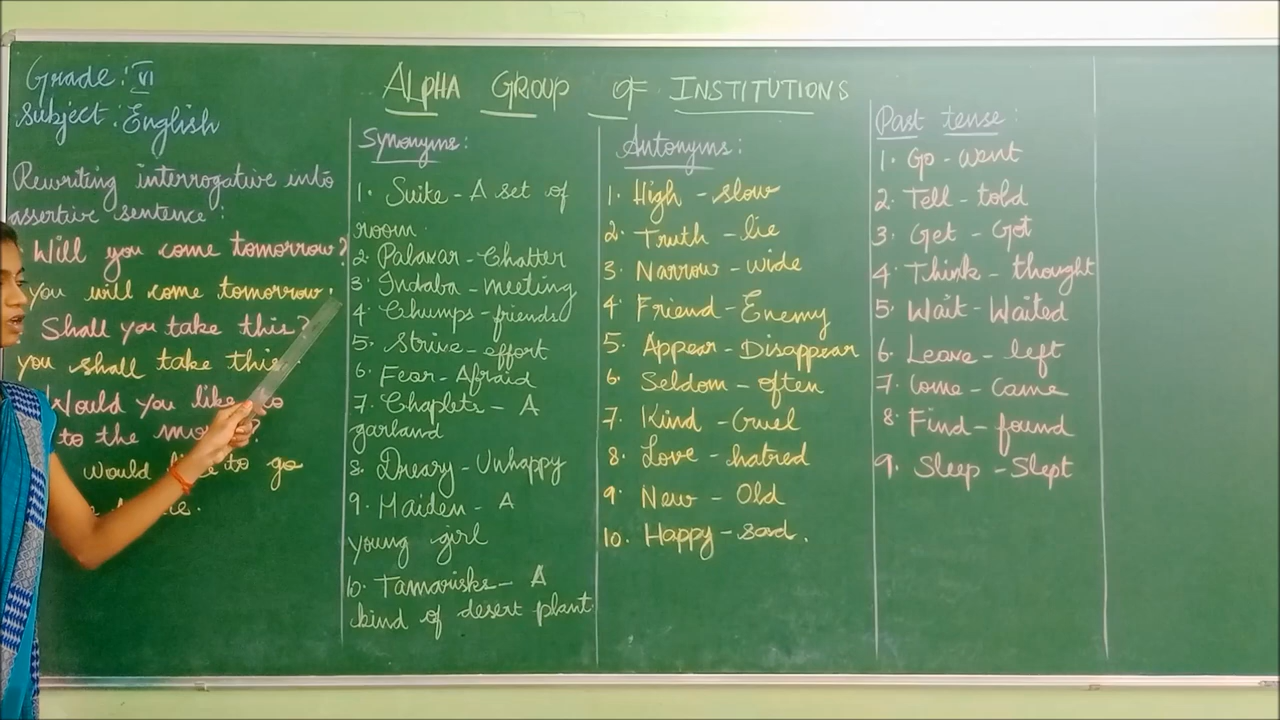 Grade: VI
Subject: English
ALPHA GROUP OF INSTITUTIONS
Rewriting interrogative into
assertive sentence:
Will you come tomorrow?
you will come tomorrow.
Shall you take this?
you shall take this
Would you like to
to the
would like to go
Synonyms:
1. Suite - A set of
room.
2. Palaxar - Chatter
3. Indaba - meeting
4. Chumps - friends
5. Strive - effort
6. Fear - Afraid
7. Chaplets - A
garland
8. Dreary - Unhappy
9. Maiden - A
young girl
10. Tamarisks - A
kind of desert plant.
Antonyms:
1. High - slow
2. Truth - lie
3. Narrow - wide
4. Friend - Enemy
5. Appear - Disappear
6. Seldom - often
7. Kind - Cruel
8. Love - hatred
9. New - Old
10. Happy - sad.
Past tense:
1. Go - went
2. Tell - told
3. Get - Got
4. Think - thought
5. Wait - Waited
6. Leave - left
7. Come - Came
8. Find - found
9. Sleep - Slept